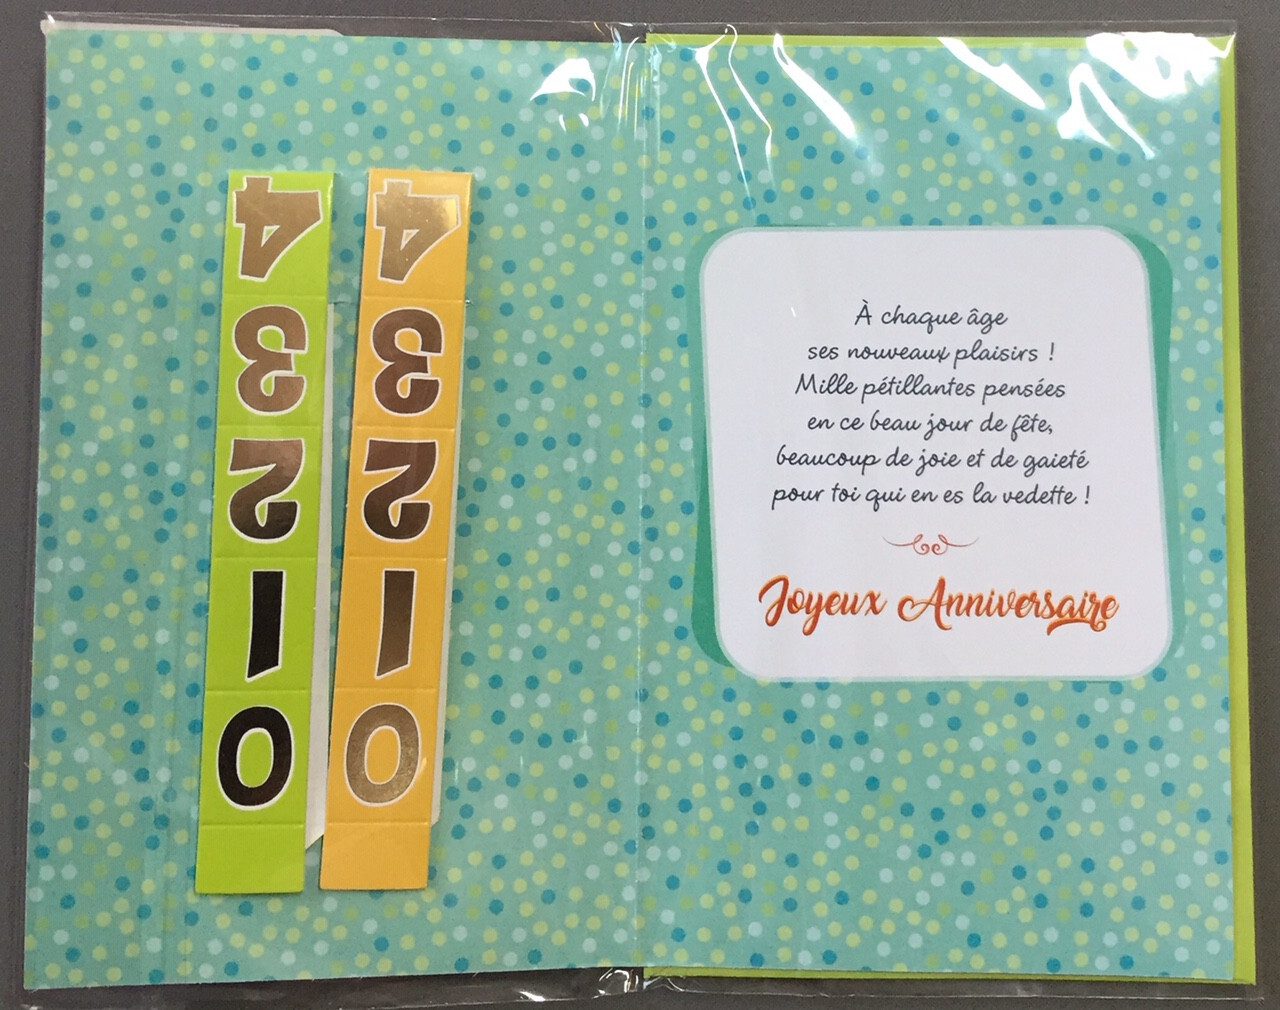 4 4
3 3
2 2
1 1
0 0
À chaque âge
ses nouveaux plaisirs !
Mille pétillantes pensées
en ce beau jour de fête,
beaucoup de joie et de gaieté
pour toi qui en es la vedette !
Joyeux Anniversaire